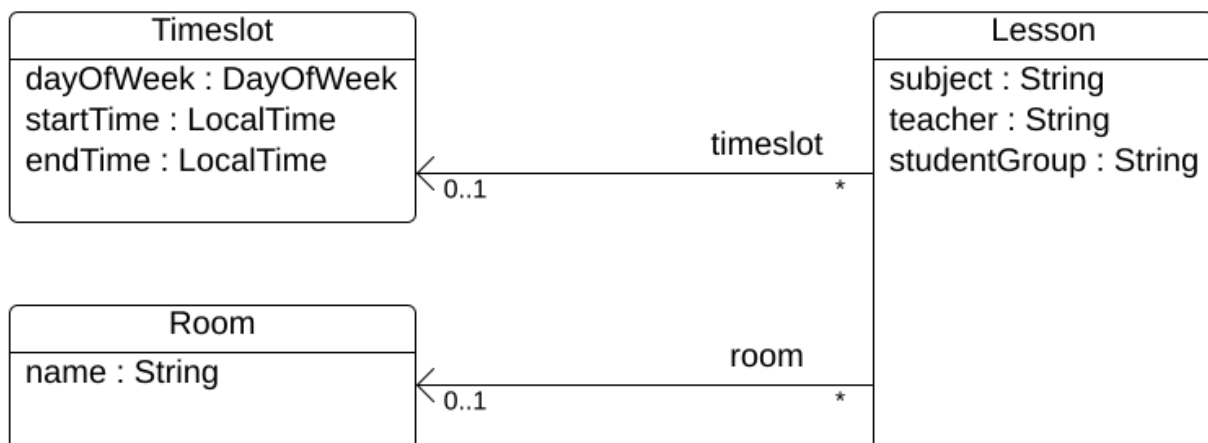 Timeslot
dayOfWeek : DayOfWeek
startTime : LocalTime
endTime : LocalTime
Lesson
subject : String
teacher : String
studentGroup : String
timeslot
0..1
*
Room
name : String
room
0..1
*